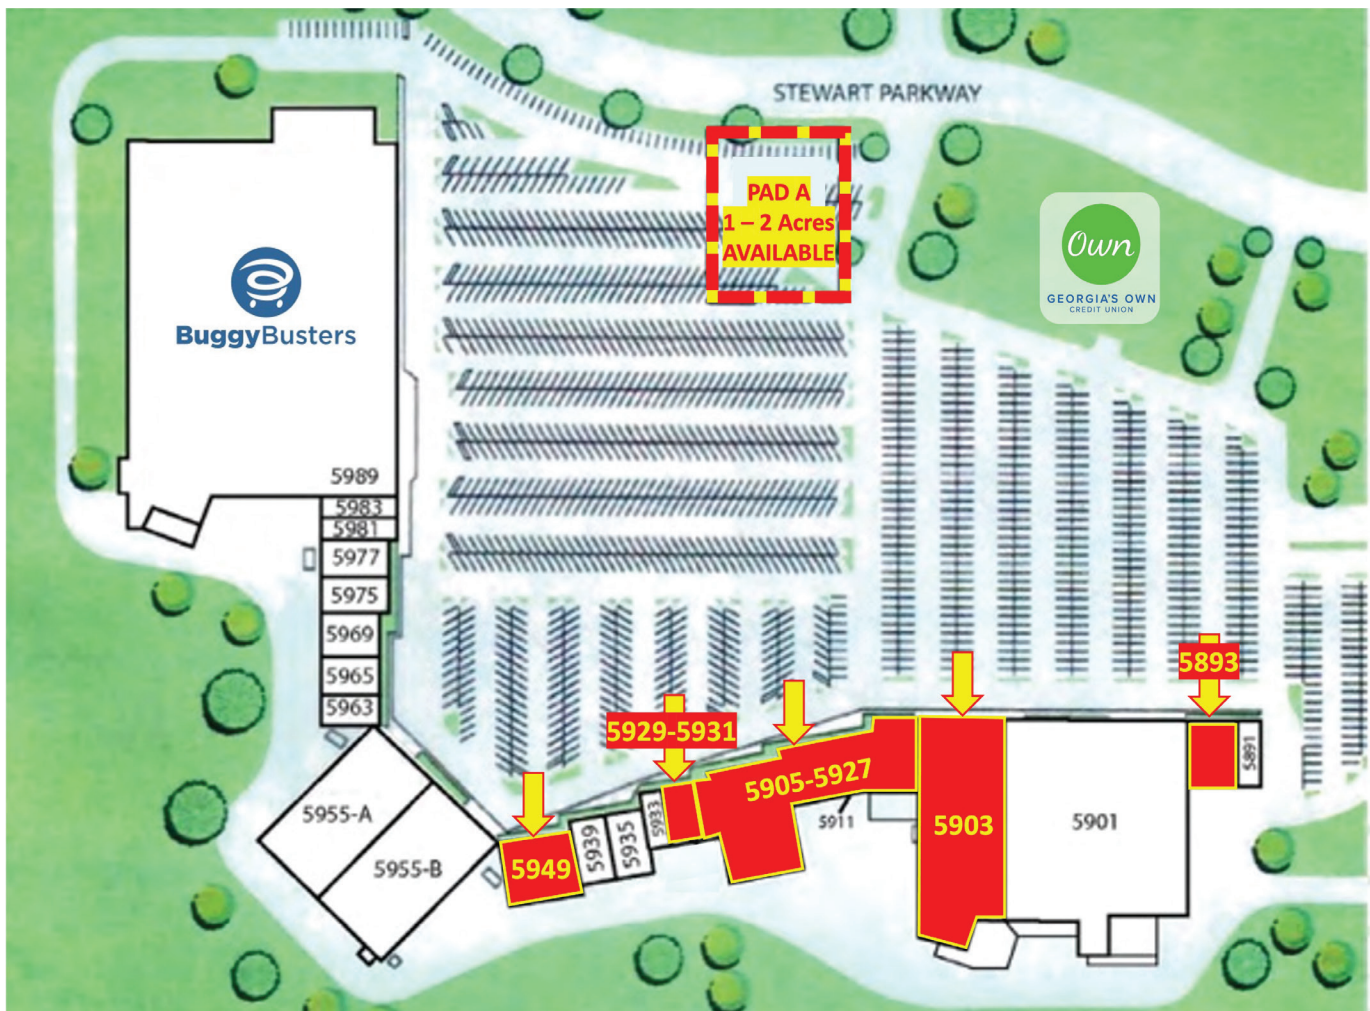 STEWART PARKWAY
PAD A
1 – 2 Acres
AVAILABLE
Own
GEORGIA'S OWN
CREDIT UNION
BuggyBusters
5989
5983
5981
5977
5975
5969
5965
5963
5955-A
5955-B
5949
5939
5935
5933
5929-5931
5905-5927
5911
5903
5901
5893
5891